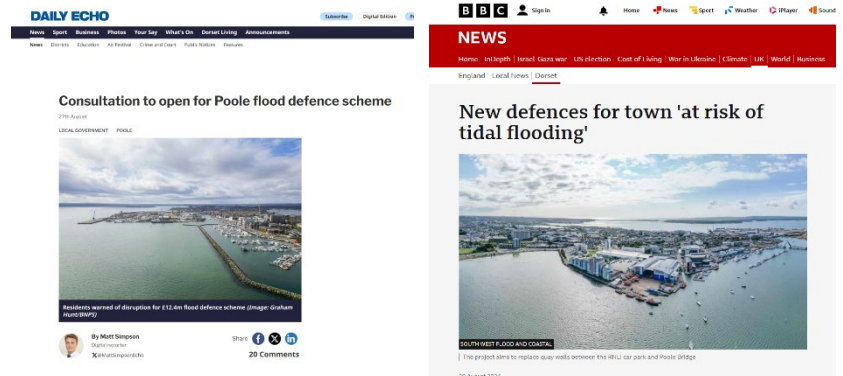 DAILY ECHO
Subscribe Digital Edition
News Sport Business Photos Your Say What's On Dorset Living Announcements
News Districts Education Air Festival Crime and Court Public Notices Features
Consultation to open for Poole flood defence scheme
27th August
LOCAL GOVERNMENT POOLE
Residents warned of disruption for £12.4m flood defence scheme (Image: Graham
Hunt/BNPS)
By Matt Simpson
Digital reporter
X @MattSimpsonEcho
Share f X in
20 Comments
BBC Sign in Home News Sport Weather iPlayer Sound
NEWS
Home InDepth Israel-Gaza war US election Cost of Living War in Ukraine Climate UK World Business
England Local News Dorset
New defences for town 'at risk of
tidal flooding'
SOUTH WEST FLOOD AND COASTAL
The project aims to replace quay walls between the RNLI car park and Poole Bridge